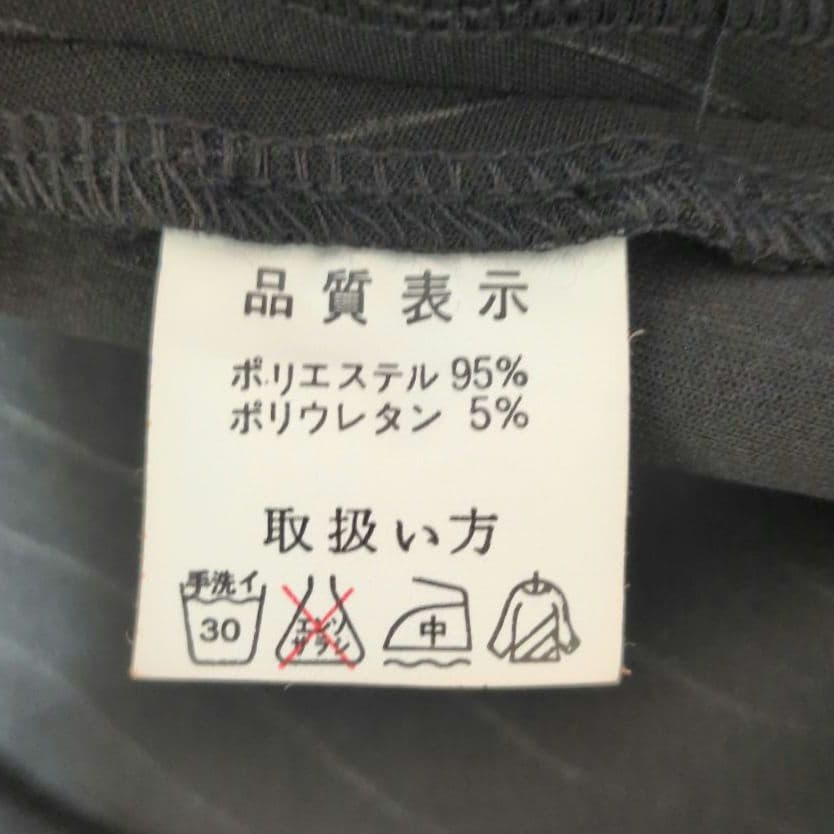 品質表示
ポリエステル 95%
ポリウレタン 5%
取扱い方
手洗イ
30
エンソ
サラシ
中